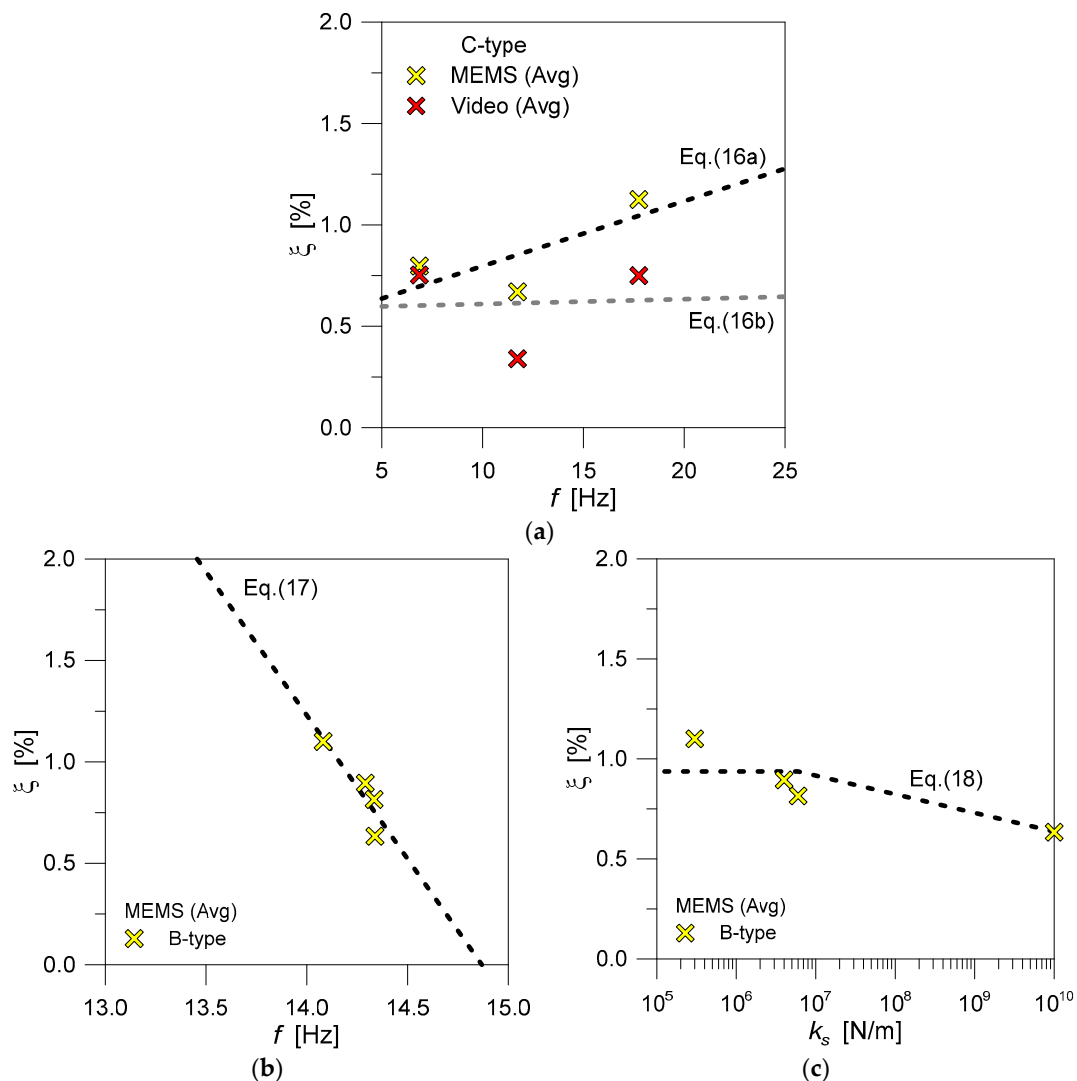 2.0
C-type
MEMS (Avg)
Video (Avg)
1.5
Eq.(16a)
1.0
ξ [%]
0.5
Eq.(16b)
0.0
5 10 15 20 25
f [Hz]
(a)
2.0
Eq.(17)
1.5
1.0
ξ [%]
0.5
MEMS (Avg)
B-type
0.0
13.0 13.5 14.0 14.5 15.0
f [Hz]
(b)
2.0
1.5
1.0
ξ [%]
Eq.(18)
0.5
MEMS (Avg)
B-type
0.0
10⁵ 10⁶ 10⁷ 10⁸ 10⁹ 10¹⁰
kₛ [N/m]
(c)